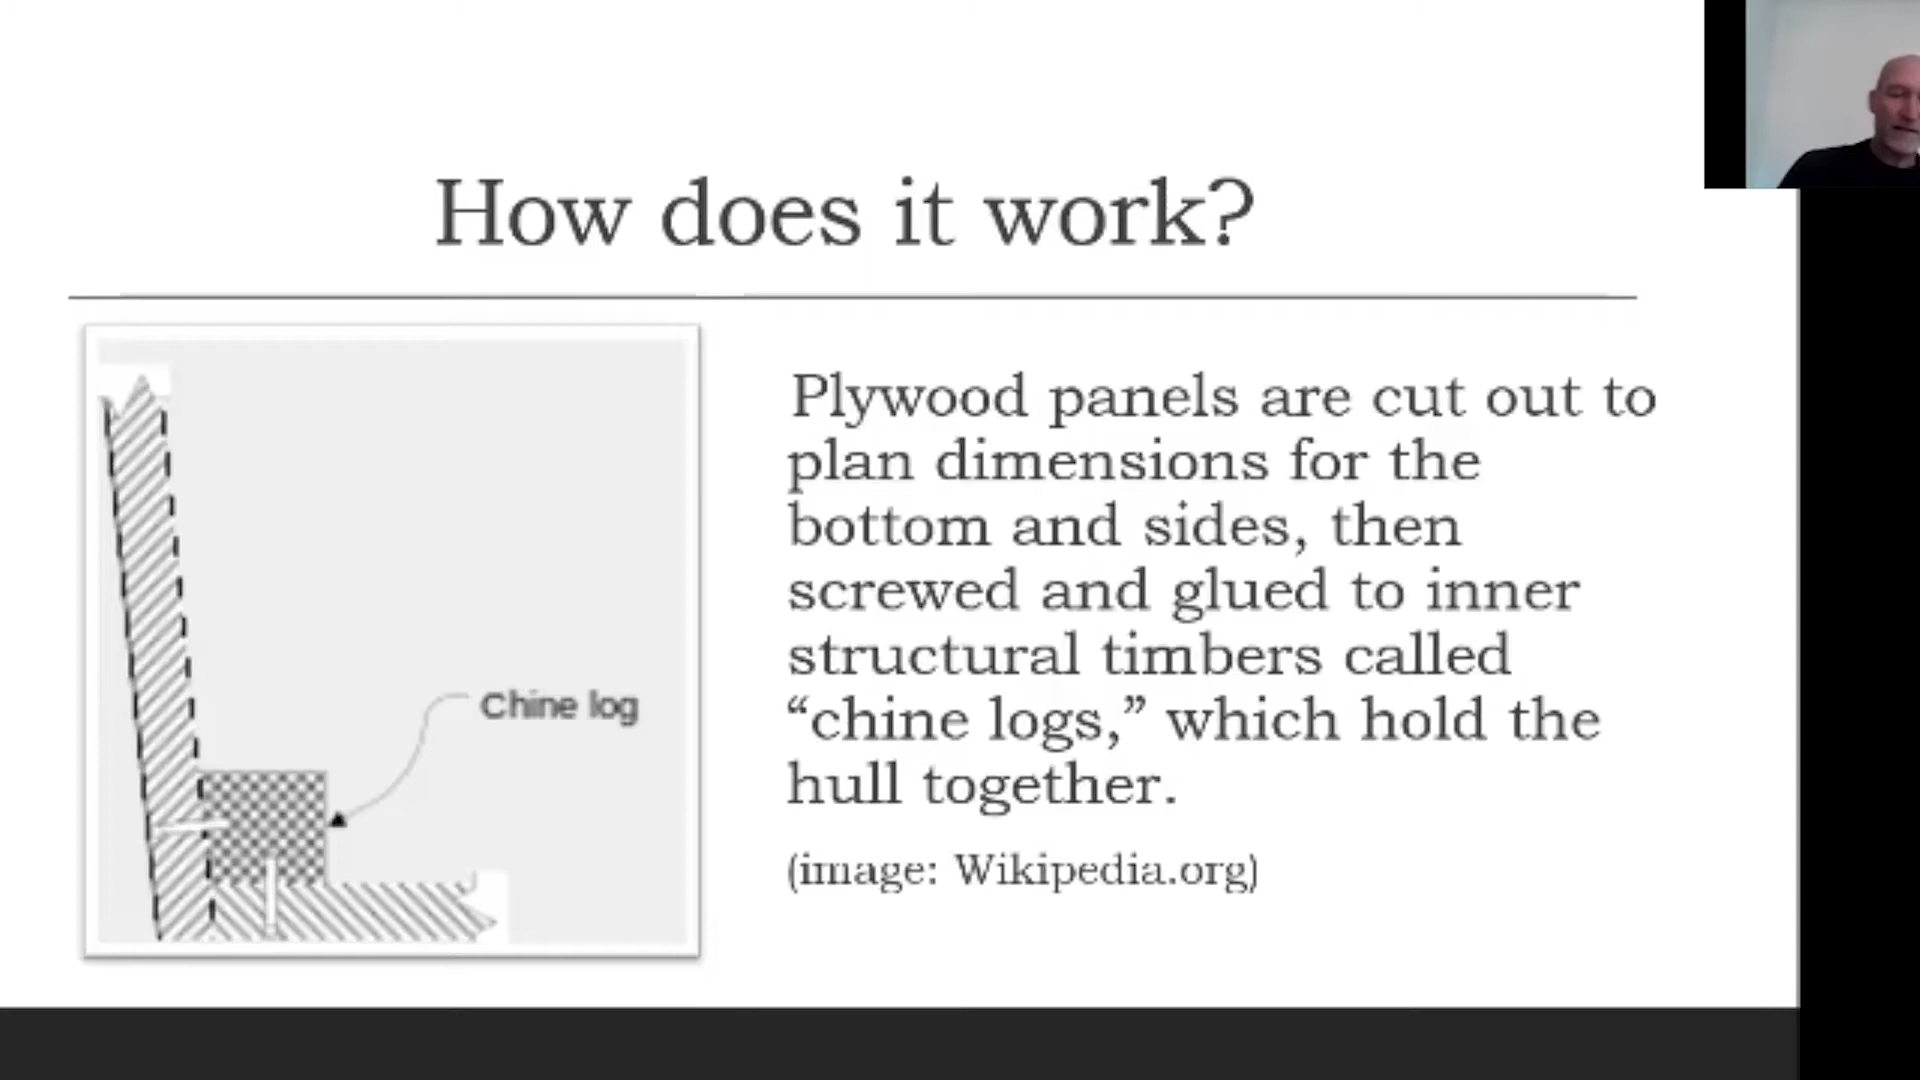 How does it work?
Chine log
Plywood panels are cut out to
plan dimensions for the
bottom and sides, then
screwed and glued to inner
structural timbers called
“chine logs,” which hold the
hull together.
(image: Wikipedia.org)